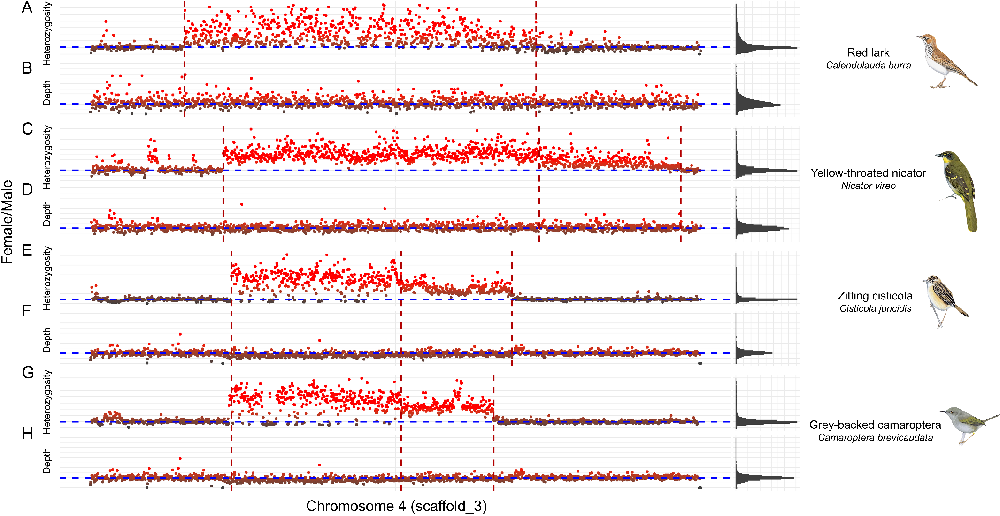 A
Heterozygosity
B
Depth
Red lark
Calendulauda burra
C
Heterozygosity
D
Depth
Yellow-throated nicator
Nicator vireo
Female/Male
E
Heterozygosity
F
Depth
Zitting cisticola
Cisticola juncidis
G
Heterozygosity
H
Depth
Grey-backed camaroptera
Camaroptera brevicaudata
Chromosome 4 (scaffold_3)